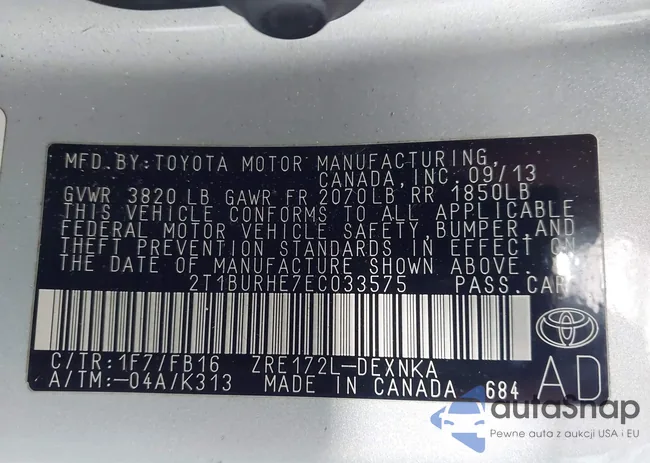 MFD.BY:TOYOTA MOTOR MANUFACTURING,
CANADA,INC. 09/13
GVWR 3820 LB GAWR FR 2070LB RR 1850LB
THIS VEHICLE CONFORMS TO ALL APPLICABLE
FEDERAL MOTOR VEHICLE SAFETY, BUMPER,AND
THEFT PREVENTION STANDARDS IN EFFECT ON
THE DATE OF MANUFACTURE SHOWN ABOVE.
2T1BURHE7EC033575 PASS.CAR
C/TR:1F7/FB16 ZRE172L-DEXNKA
A/TM:-04A/K313 MADE IN CANADA 684 AD
autoSnap
Pewne auta z aukcji USA i EU